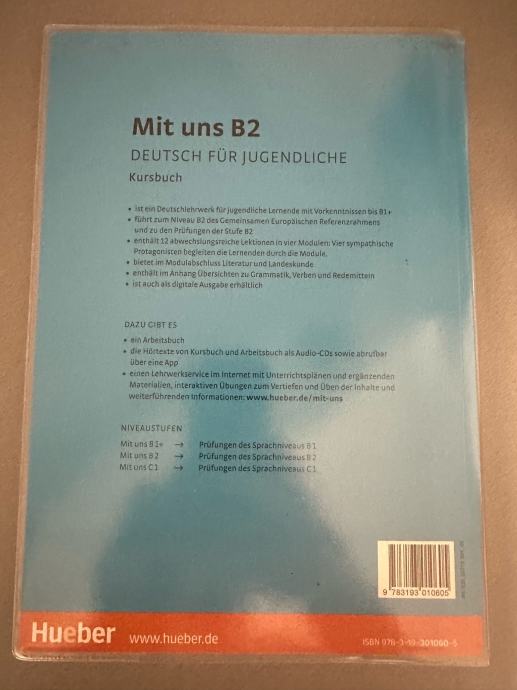 Mit uns B2
DEUTSCH FÜR JUGENDLICHE
Kursbuch
• ist ein Deutschlehrwerk für jugendliche Lernende mit Vorkenntnissen bis B1+
• führt zum Niveau B2 des Gemeinsamen Europäischen Referenzrahmens
und zu den Prüfungen der Stufe B2
• enthält 12 abwechslungsreiche Lektionen in vier Modulen: Vier sympathische
Protagonisten begleiten die Lernenden durch die Module.
• bietet im Modulabschluss Literatur und Landeskunde
• enthält im Anhang Übersichten zu Grammatik, Verben und Redemitteln
• ist auch als digitale Ausgabe erhältlich
DAZU GIBT ES
• ein Arbeitsbuch
• die Hörtexte von Kursbuch und Arbeitsbuch als Audio-CDs sowie abrufbar
über eine App
• einen Lehrwerkservice im Internet mit Unterrichtsplänen und ergänzenden
Materialien, interaktiven Übungen zum Vertiefen und Üben der Inhalte und
weiterführenden Informationen: www.hueber.de/mit-uns
NIVEAUSTUFEN
Mit uns B1+ → Prüfungen des Sprachniveaus B1
Mit uns B2 → Prüfungen des Sprachniveaus B2
Mit uns C1 → Prüfungen des Sprachniveaus C1
9 783193 010605
Hueber www.hueber.de ISBN 978-3-19-301060-5